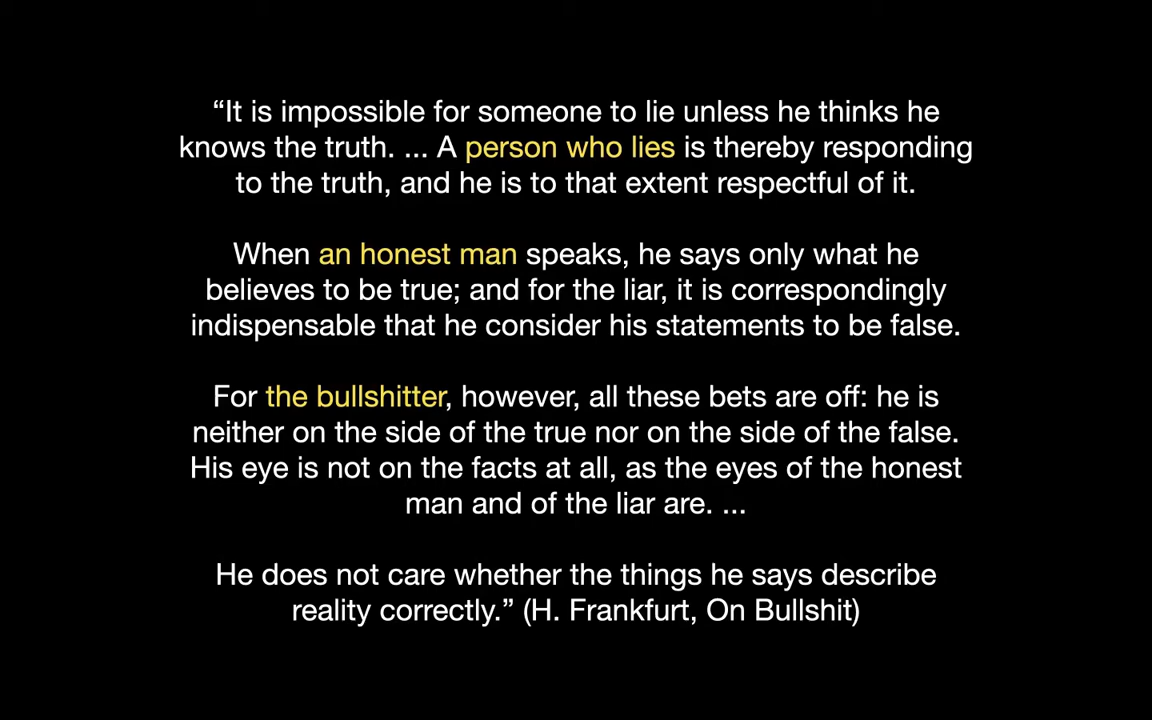 “It is impossible for someone to lie unless he thinks he
knows the truth. ... A person who lies is thereby responding
to the truth, and he is to that extent respectful of it.
When an honest man speaks, he says only what he
believes to be true; and for the liar, it is correspondingly
indispensable that he consider his statements to be false.
For the bullshitter, however, all these bets are off: he is
neither on the side of the true nor on the side of the false.
His eye is not on the facts at all, as the eyes of the honest
man and of the liar are. ...
He does not care whether the things he says describe
reality correctly.” (H. Frankfurt, On Bullshit)